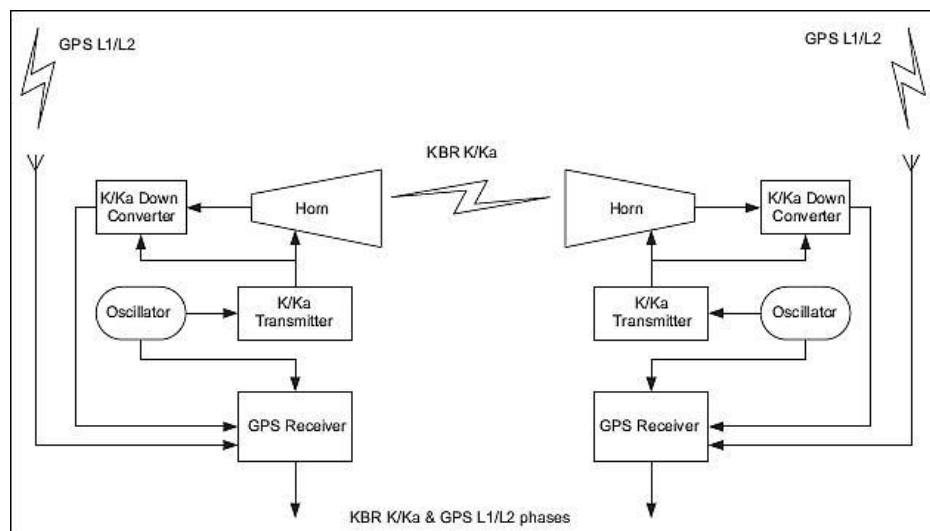 GPS L1/L2
GPS L1/L2
KBR K/Ka
K/Ka Down
Converter
Horn
Horn
K/Ka Down
Converter
Oscillator
K/Ka
Transmitter
K/Ka
Transmitter
Oscillator
GPS Receiver
GPS Receiver
KBR K/Ka & GPS L1/L2 phases